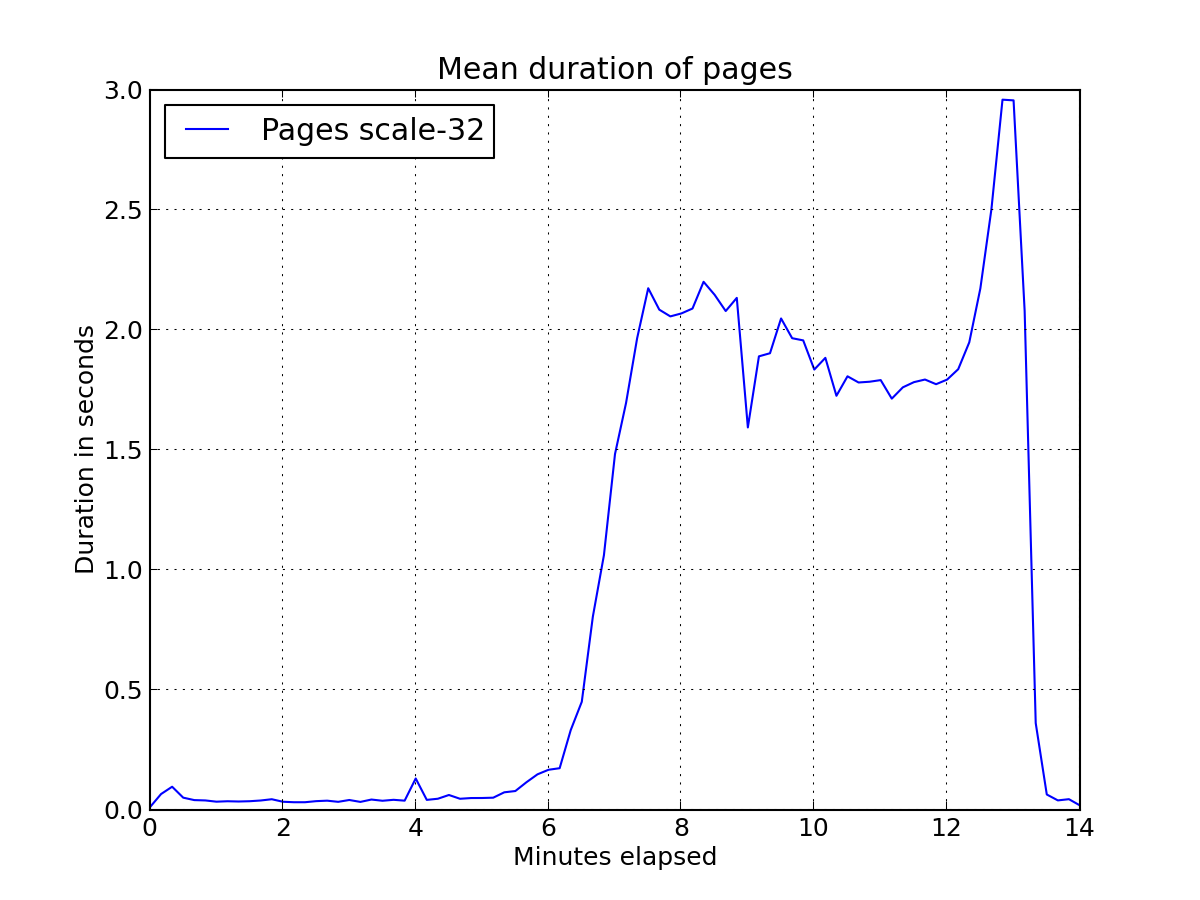 Mean duration of pages
Pages scale-32
3.0
2.5
2.0
1.5
1.0
0.5
0.0
Duration in seconds
0 2 4 6 8 10 12 14
Minutes elapsed